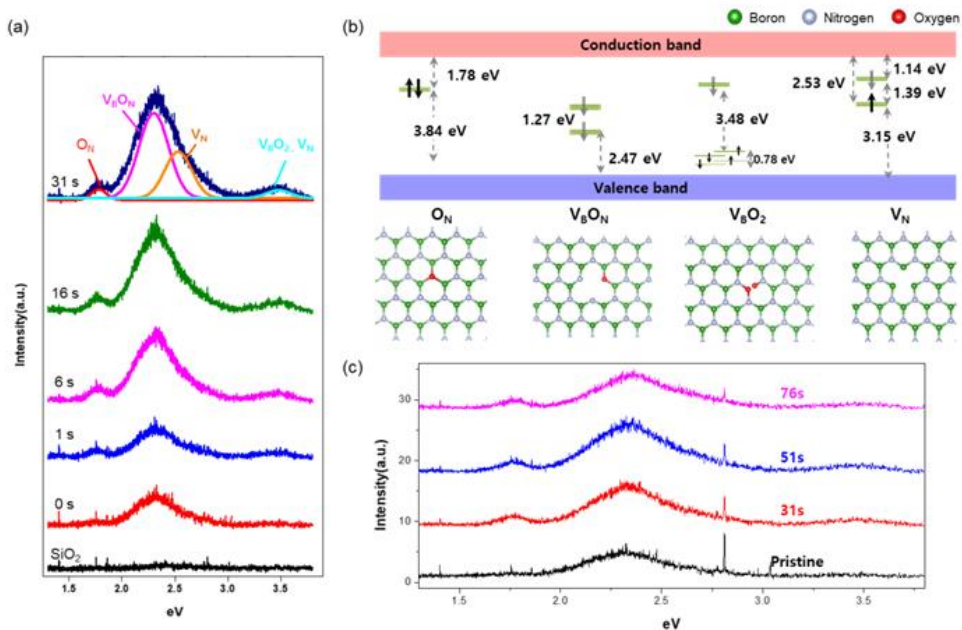 (a)
V_BO_N
V_N
O_N
V_BO_2, V_N
31 s
16 s
6 s
1 s
0 s
SiO_2
Intensity(a.u.)
1.5 2.0 2.5 3.0 3.5
eV
(b)
Boron Nitrogen Oxygen
Conduction band
1.78 eV
3.84 eV
1.27 eV
2.47 eV
3.48 eV
0.78 eV
2.53 eV
1.14 eV
1.39 eV
3.15 eV
Valence band
O_N V_BO_N V_BO_2 V_N
(c)
30
20
10
0
Intensity(a.u.)
76s
51s
31s
Pristine
1.5 2.0 2.5 3.0 3.5
eV